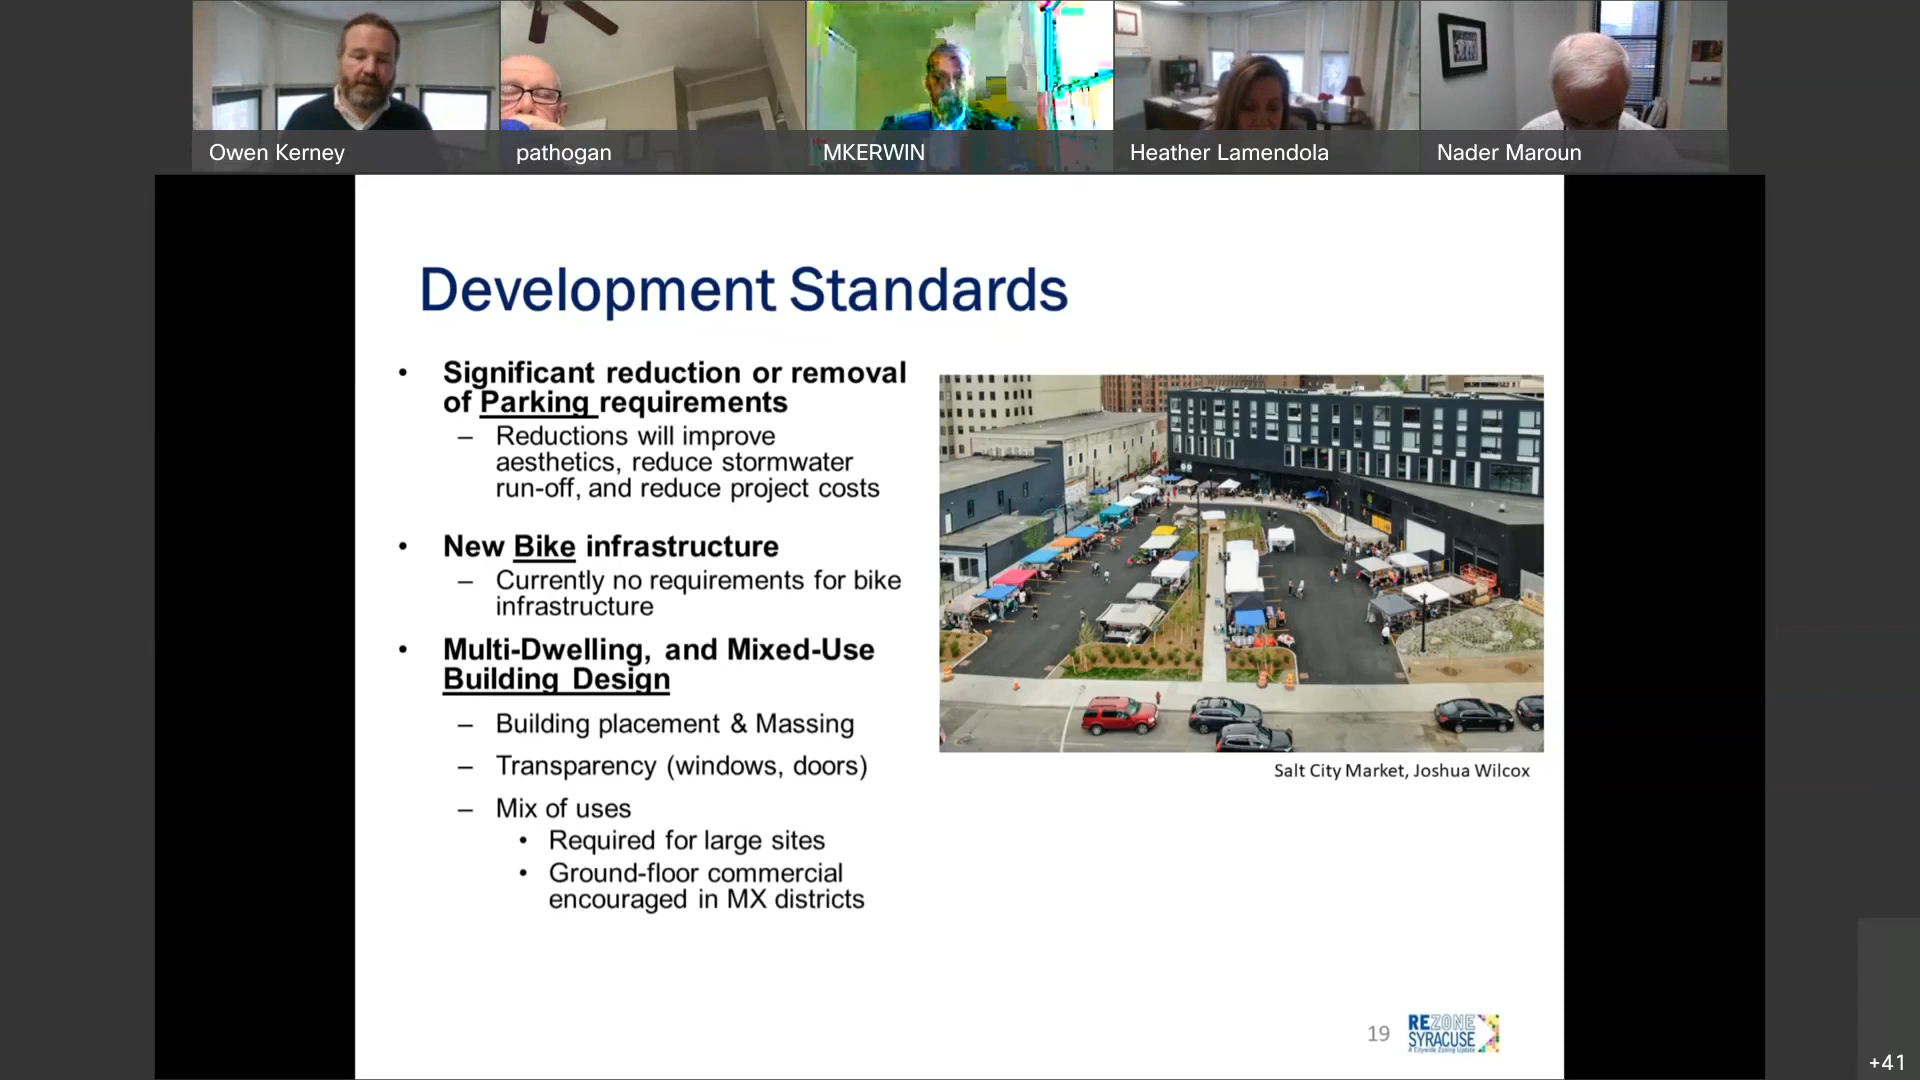 Owen Kerney
pathogan
MKERWIN
Heather Lamendola
Nader Maroun
Development Standards
• Significant reduction or removal
of Parking requirements
– Reductions will improve
aesthetics, reduce stormwater
run-off, and reduce project costs
• New Bike infrastructure
– Currently no requirements for bike
infrastructure
• Multi-Dwelling, and Mixed-Use
Building Design
– Building placement & Massing
– Transparency (windows, doors)
– Mix of uses
• Required for large sites
• Ground-floor commercial
encouraged in MX districts
Salt City Market, Joshua Wilcox
19
REZONE
SYRACUSE
A Citywide Zoning Update
+41